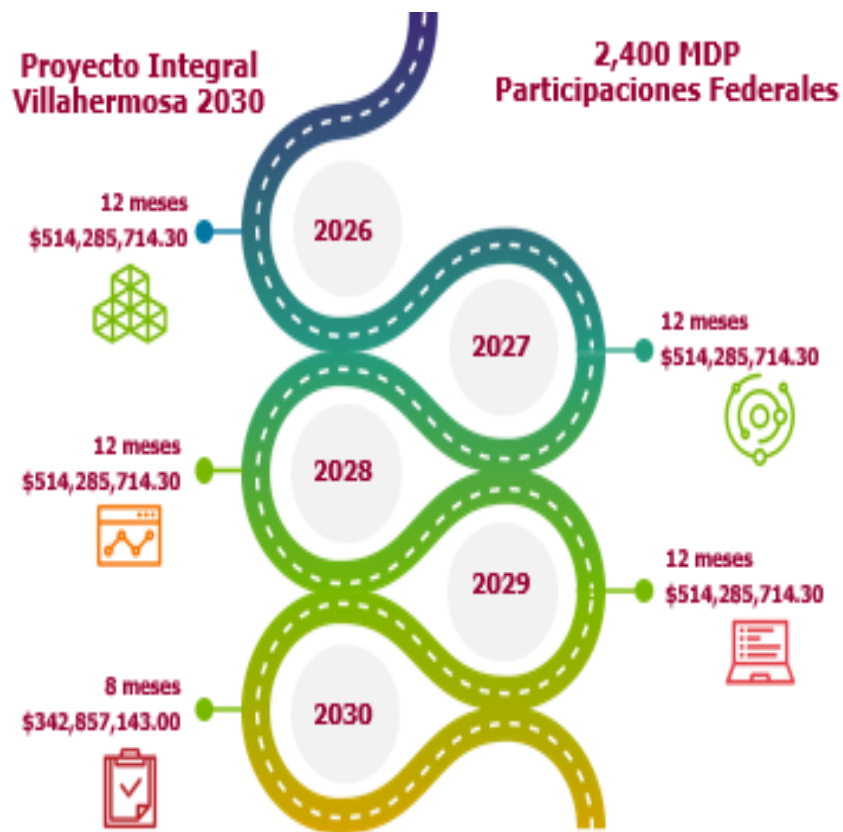 Proyecto Integral
Villahermosa 2030
2,400 MDP
Participaciones Federales
12 meses
$514,285,714.30
2026
2027
12 meses
$514,285,714.30
12 meses
$514,285,714.30
2028
2029
12 meses
$514,285,714.30
8 meses
$342,857,143.00
2030